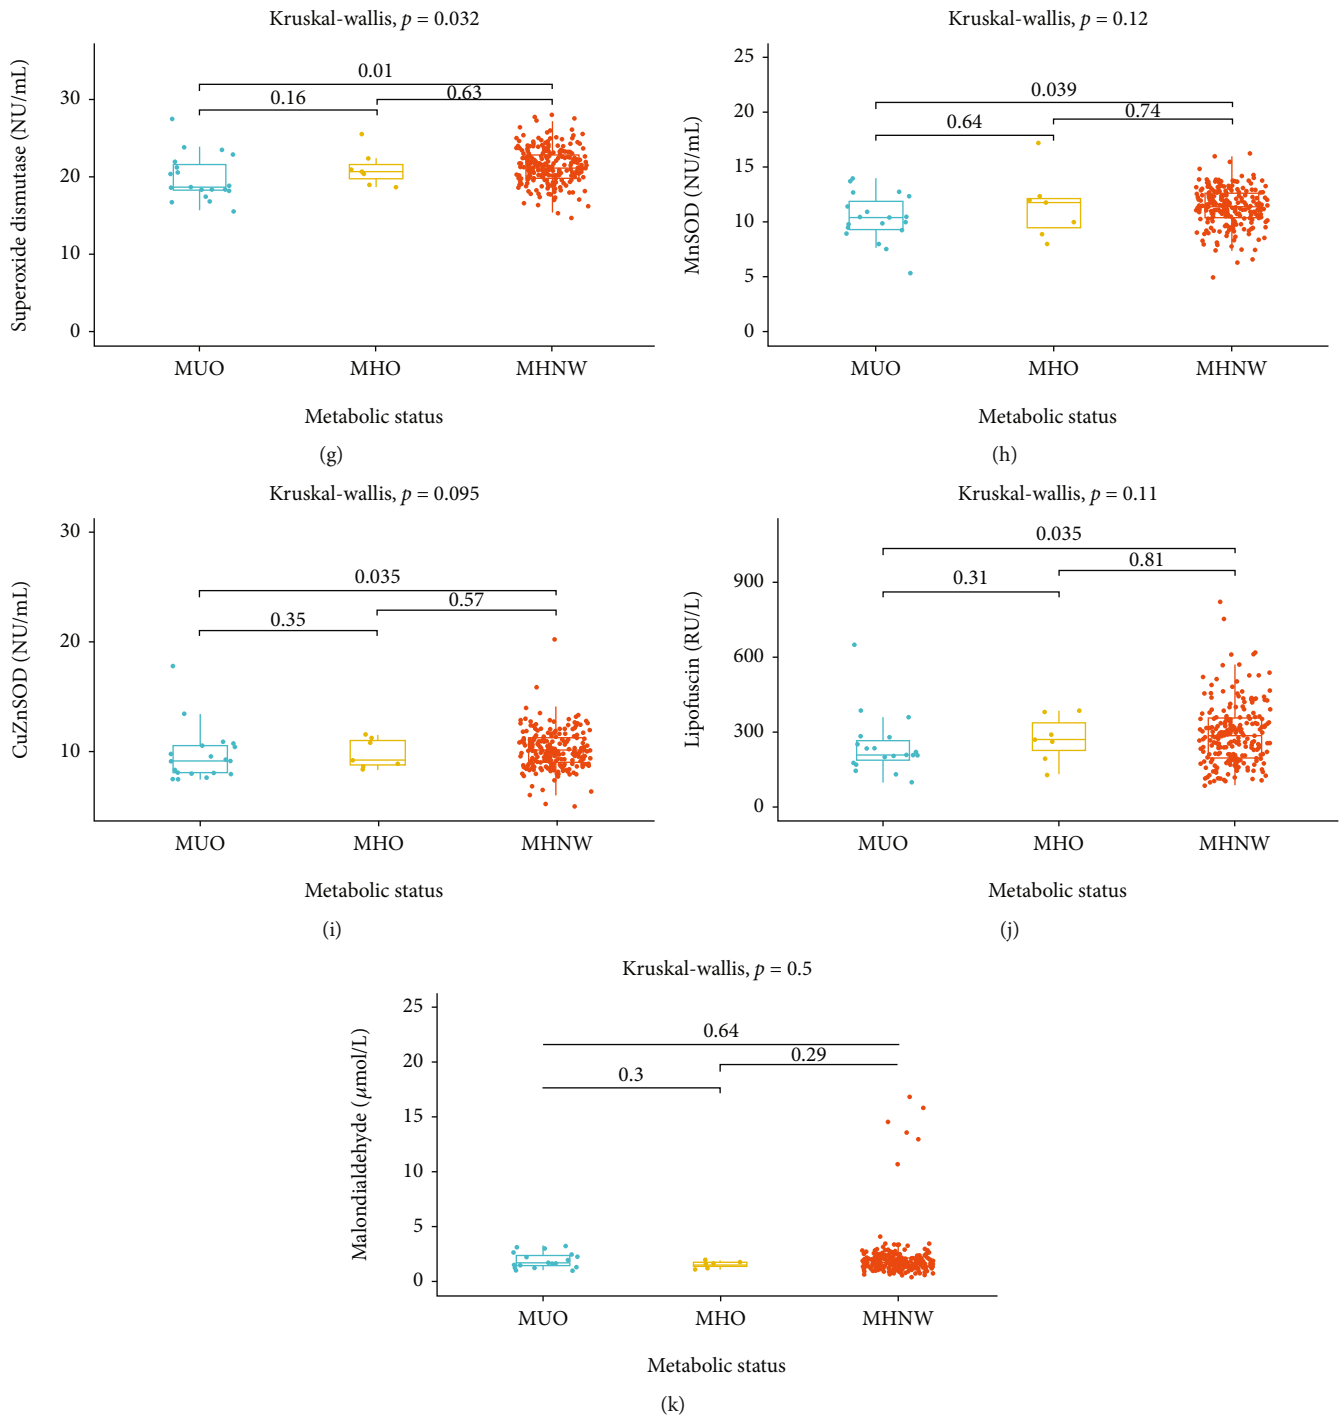 Kruskal-wallis, p = 0.032
Superoxide dismutase (NU/mL)
30
20
10
0
0.01
0.16
0.63
MUO
MHO
MHNW
Metabolic status
(g)
Kruskal-wallis, p = 0.12
MnSOD (NU/mL)
25
20
15
10
5
0
0.039
0.64
0.74
MUO
MHO
MHNW
Metabolic status
(h)
Kruskal-wallis, p = 0.095
CuZnSOD (NU/mL)
30
20
10
0.035
0.57
0.35
MUO
MHO
MHNW
Metabolic status
(i)
Kruskal-wallis, p = 0.11
Lipofuscin (RU/L)
900
600
300
0
0.035
0.81
0.31
MUO
MHO
MHNW
Metabolic status
(j)
Kruskal-wallis, p = 0.5
Malondialdehyde (μmol/L)
25
20
15
10
5
0
0.64
0.29
0.3
MUO
MHO
MHNW
Metabolic status
(k)